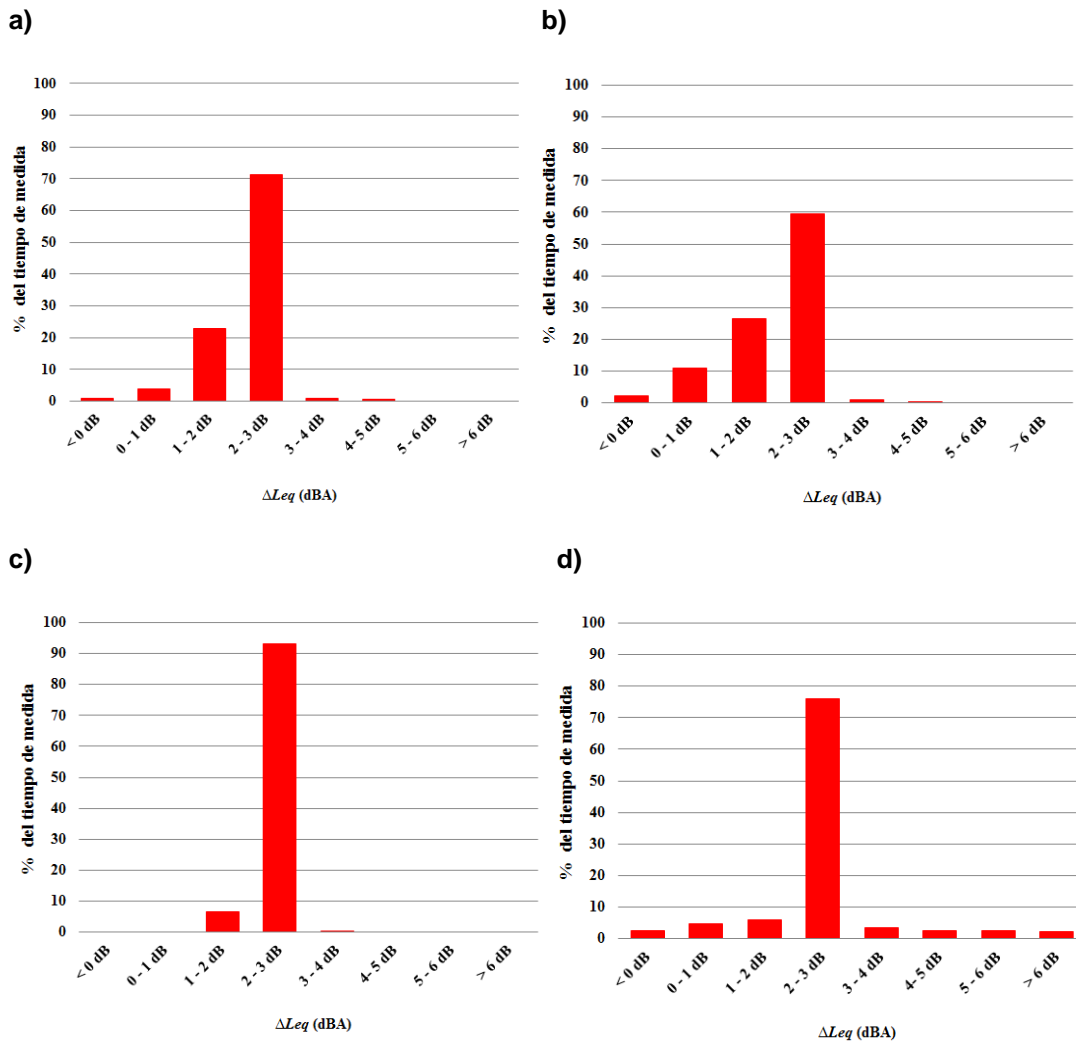 a)
100
90
80
70
60
50
40
30
20
10
0
% del tiempo de medida
< 0 dB
0 - 1 dB
1 - 2 dB
2 - 3 dB
3 - 4 dB
4 - 5 dB
5 - 6 dB
> 6 dB
ΔLeq (dBA)
b)
100
90
80
70
60
50
40
30
20
10
0
% del tiempo de medida
< 0 dB
0 - 1 dB
1 - 2 dB
2 - 3 dB
3 - 4 dB
4 - 5 dB
5 - 6 dB
> 6 dB
ΔLeq (dBA)
c)
100
90
80
70
60
50
40
30
20
10
0
% del tiempo de medida
< 0 dB
0 - 1 dB
1 - 2 dB
2 - 3 dB
3 - 4 dB
4 - 5 dB
5 - 6 dB
> 6 dB
ΔLeq (dBA)
d)
100
90
80
70
60
50
40
30
20
10
0
% del tiempo de medida
< 0 dB
0 - 1 dB
1 - 2 dB
2 - 3 dB
3 - 4 dB
4 - 5 dB
5 - 6 dB
> 6 dB
ΔLeq (dBA)